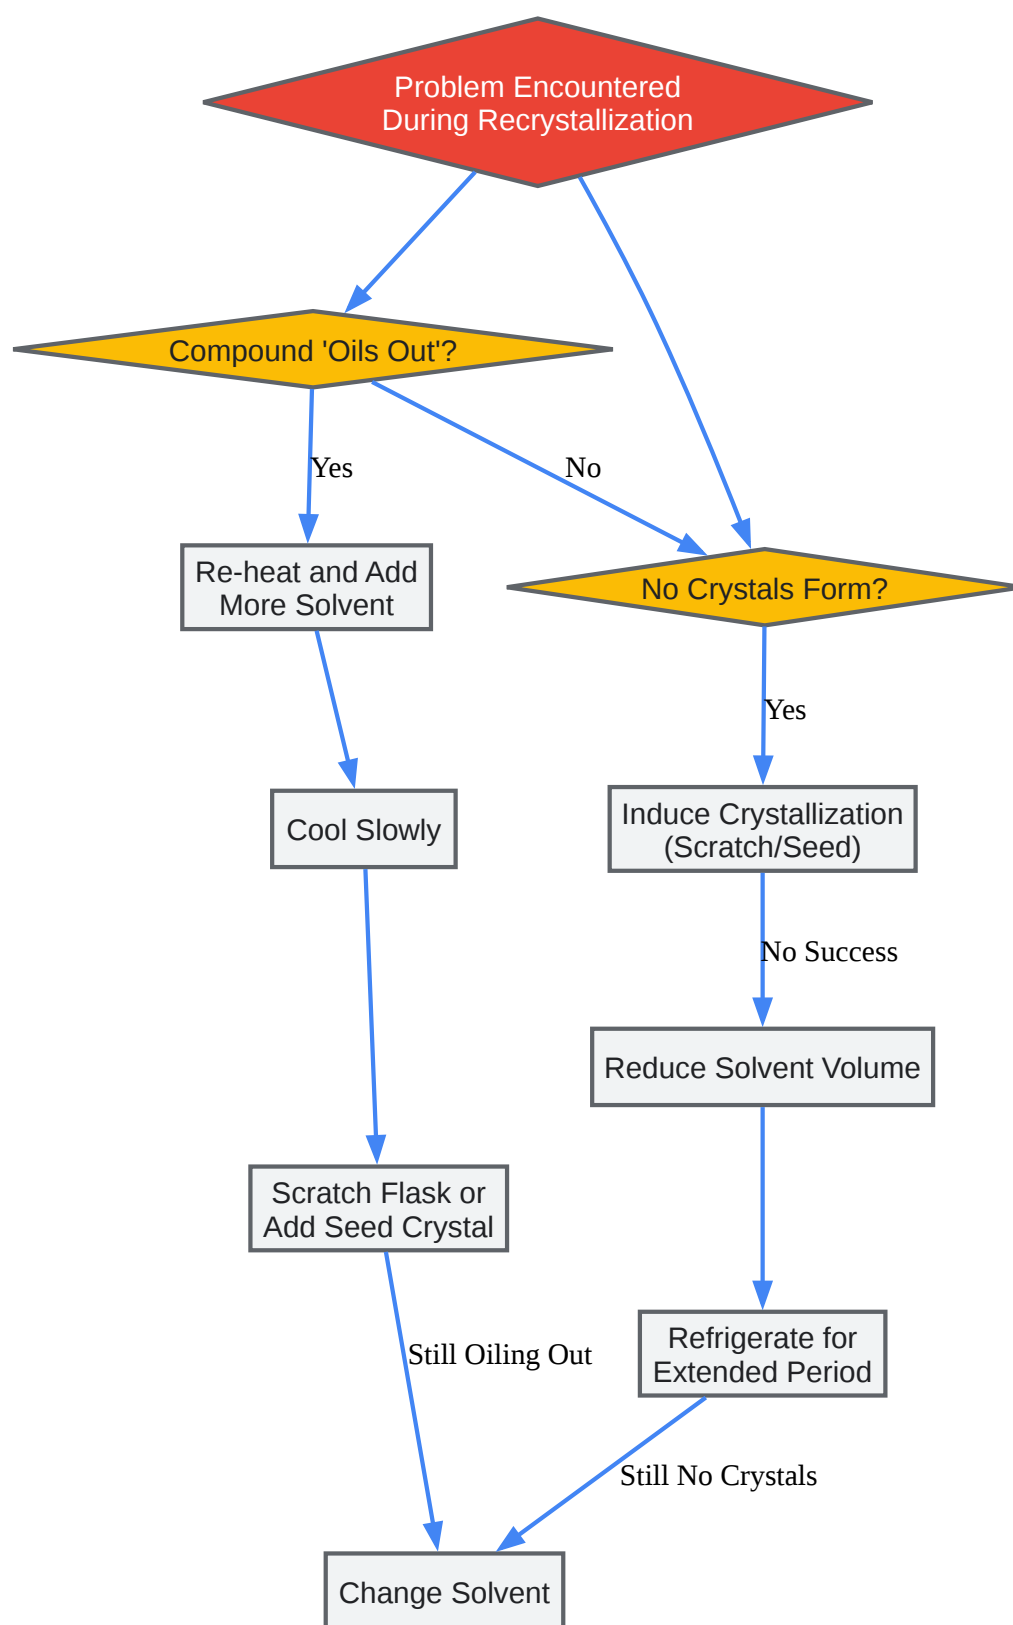 Problem Encountered
During Recrystallization
Compound 'Oils Out'?
Yes
No
Re-heat and Add
More Solvent
No Crystals Form?
Yes
Cool Slowly
Induce Crystallization
(Scratch/Seed)
No Success
Reduce Solvent Volume
Scratch Flask or
Add Seed Crystal
Still Oiling Out
Refrigerate for
Extended Period
Still No Crystals
Change Solvent